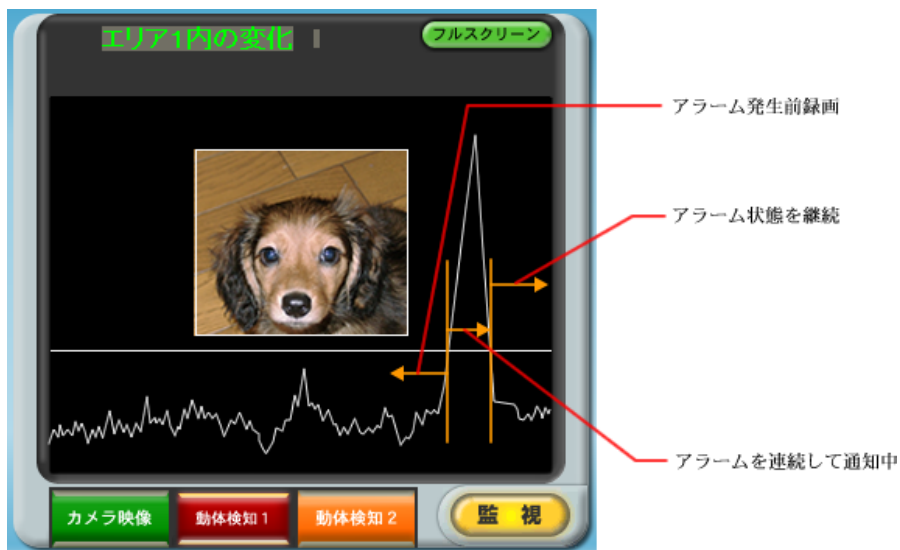 エリア1内の変化
フルスクリーン
アラーム発生前録画
アラーム状態を継続
アラームを連続して通知中
カメラ映像
動体検知1
動体検知2
監 視